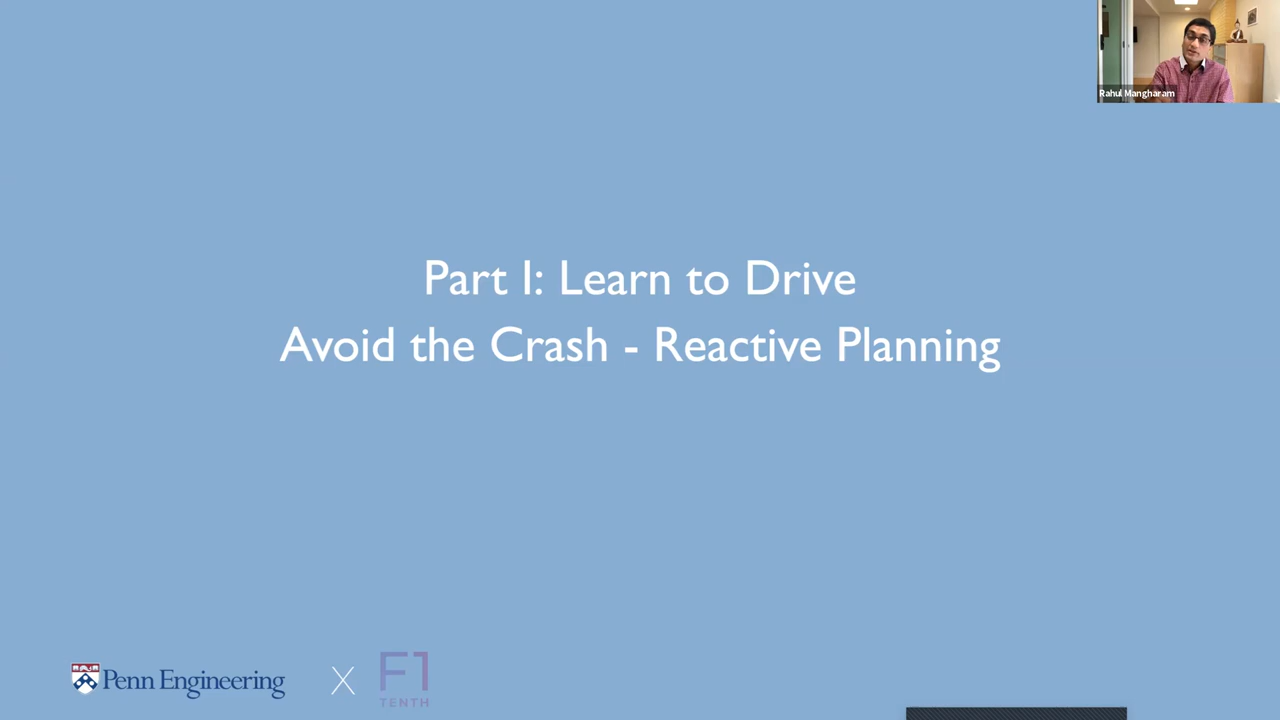 Rahul Mangharam
Part I: Learn to Drive
Avoid the Crash - Reactive Planning
Penn Engineering
X
F1
TENTH